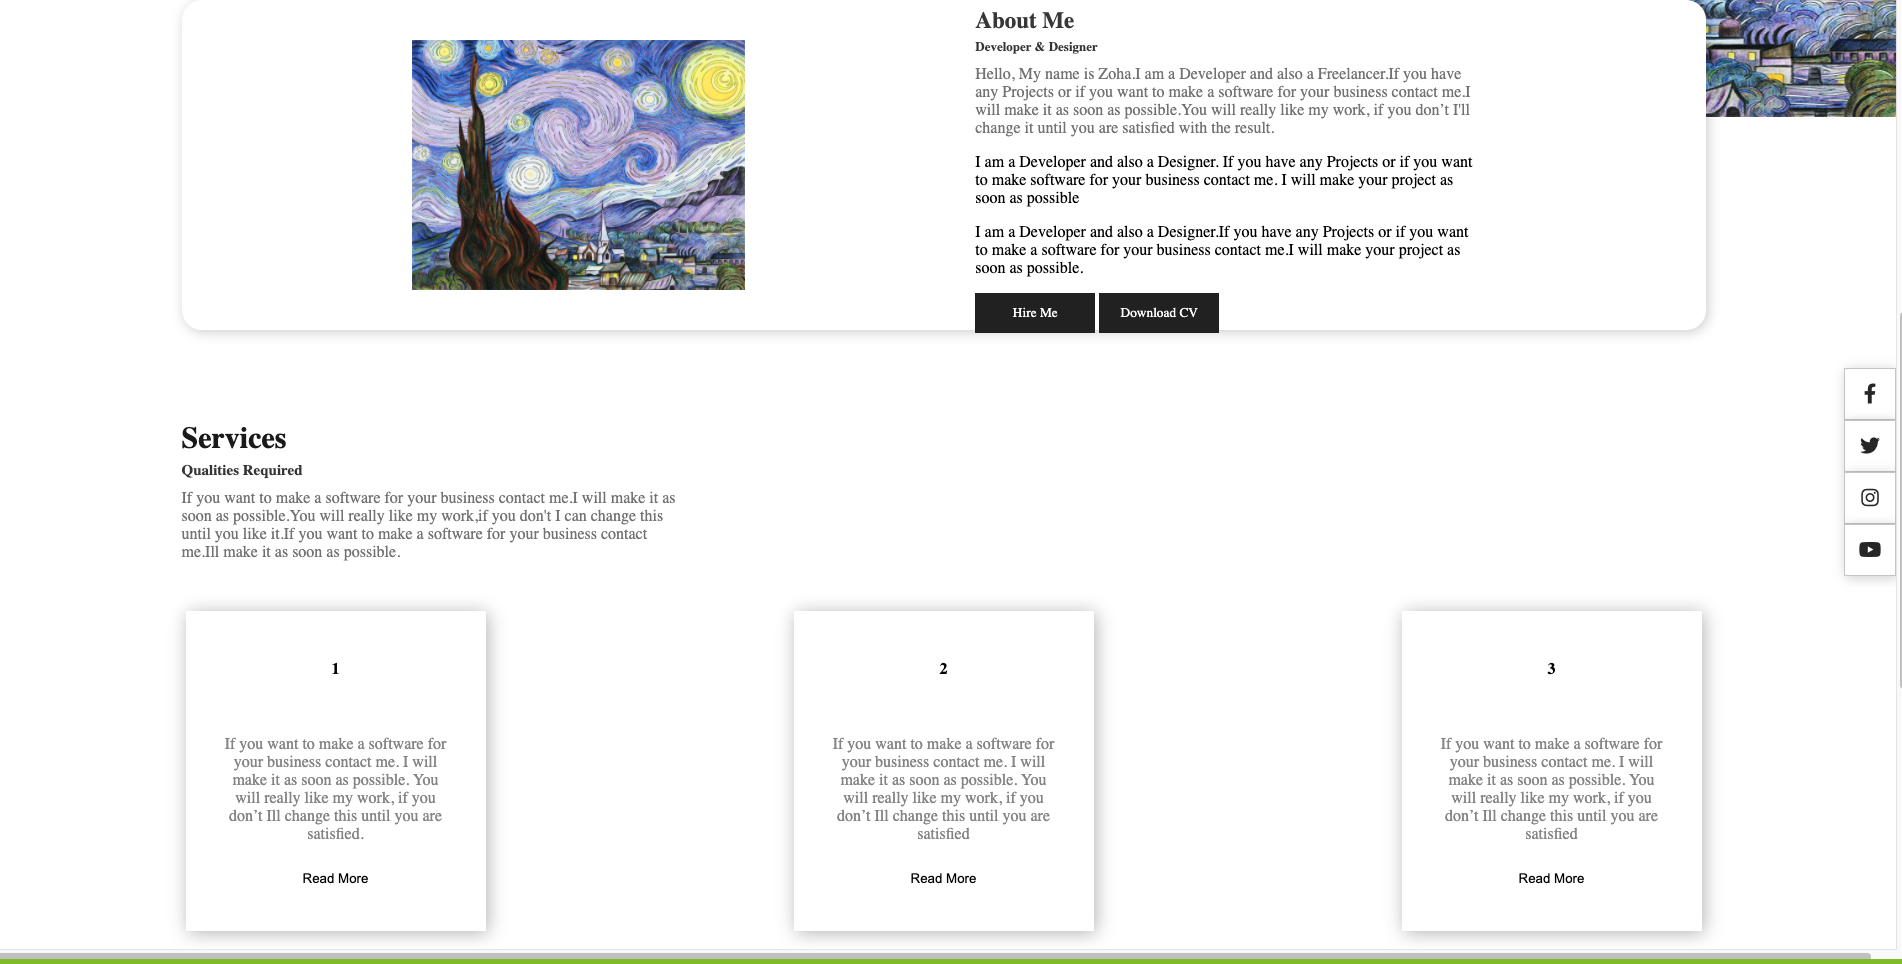 About Me
Developer & Designer
Hello, My name is Zoha.I am a Developer and also a Freelancer.If you have
any Projects or if you want to make a software for your business contact me.I
will make it as soon as possible.You will really like my work, if you don’t I'll
change it until you are satisfied with the result.
I am a Developer and also a Designer. If you have any Projects or if you want
to make software for your business contact me. I will make your project as
soon as possible
I am a Developer and also a Designer.If you have any Projects or if you want
to make a software for your business contact me.I will make your project as
soon as possible.
Hire Me
Download CV
Services
Qualities Required
If you want to make a software for your business contact me.I will make it as
soon as possible.You will really like my work,if you don't I can change this
until you like it.If you want to make a software for your business contact
me.Ill make it as soon as possible.
1
If you want to make a software for
your business contact me. I will
make it as soon as possible. You
will really like my work, if you
don’t Ill change this until you are
satisfied.
Read More
2
If you want to make a software for
your business contact me. I will
make it as soon as possible. You
will really like my work, if you
don’t Ill change this until you are
satisfied
Read More
3
If you want to make a software for
your business contact me. I will
make it as soon as possible. You
will really like my work, if you
don’t Ill change this until you are
satisfied
Read More